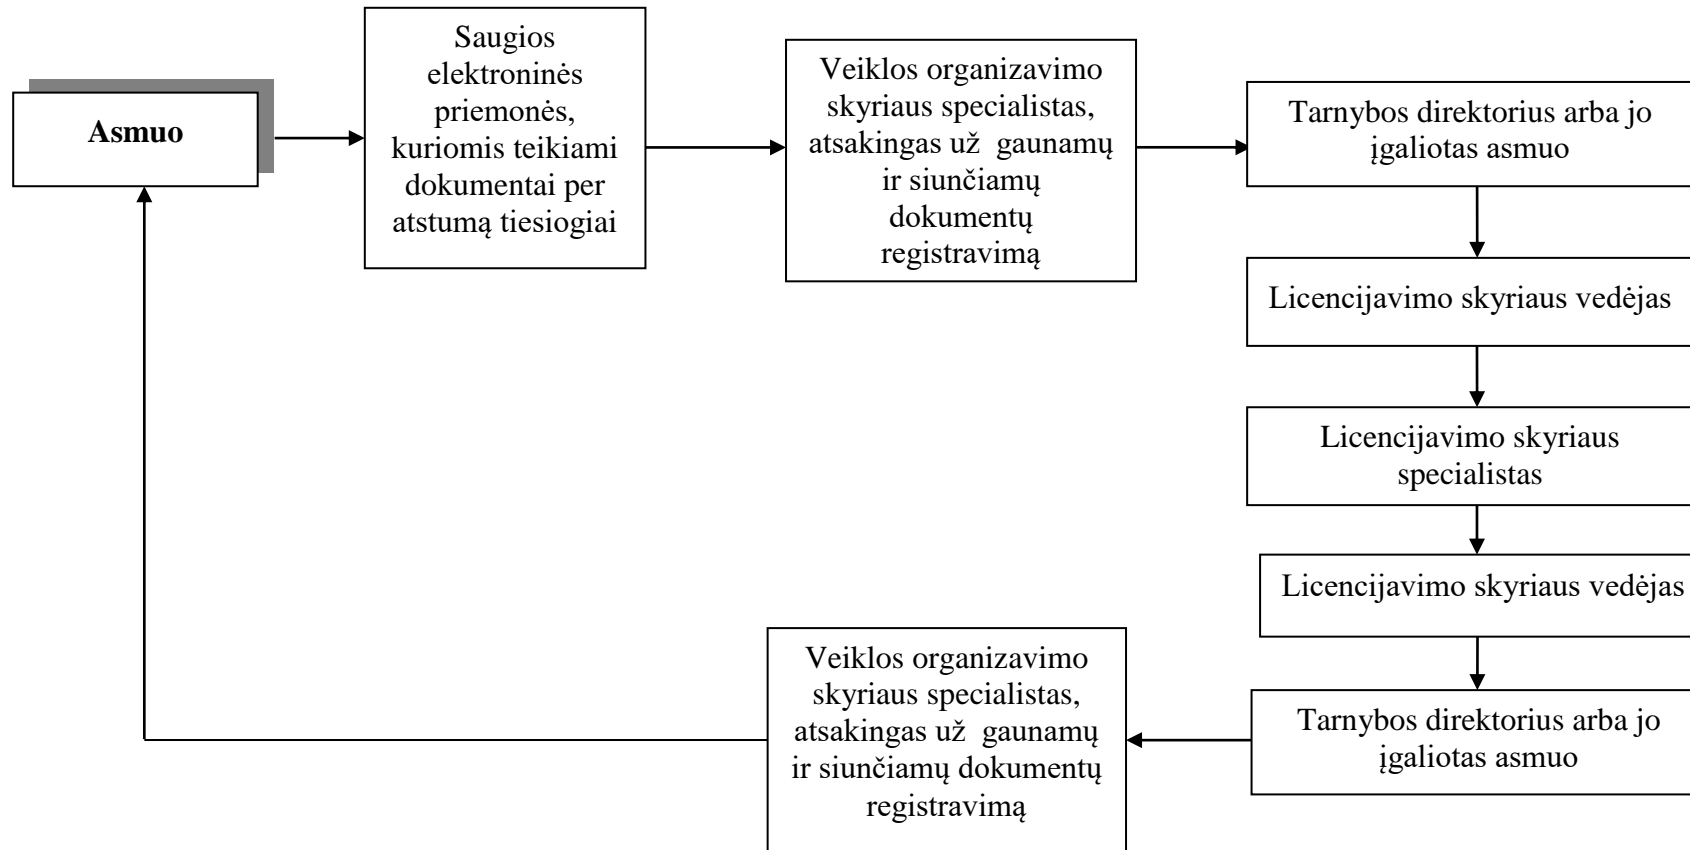 Asmuo
Saugios
elektroninės
priemonės,
kuriomis teikiami
dokumentai per
atstumą tiesiogiai
Veiklos organizavimo
skyriaus specialistas,
atsakingas už  gaunamų
ir siunčiamų
dokumentų
registravimą
Tarnybos direktorius arba jo
įgaliotas asmuo
Licencijavimo skyriaus vedėjas
Licencijavimo skyriaus
specialistas
Licencijavimo skyriaus vedėjas
Tarnybos direktorius arba jo
įgaliotas asmuo
Veiklos organizavimo
skyriaus specialistas,
atsakingas už  gaunamų
ir siunčiamų dokumentų
registravimą